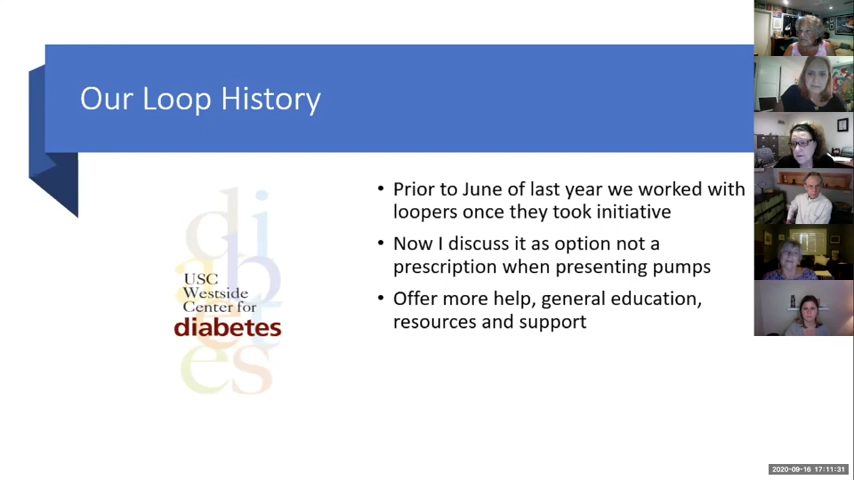 Our Loop History
• Prior to June of last year we worked with
loopers once they took initiative
• Now I discuss it as option not a
prescription when presenting pumps
• Offer more help, general education,
resources and support
diabetes
USC
Westside
Center for
diabetes
2020-09-16 17:11:31